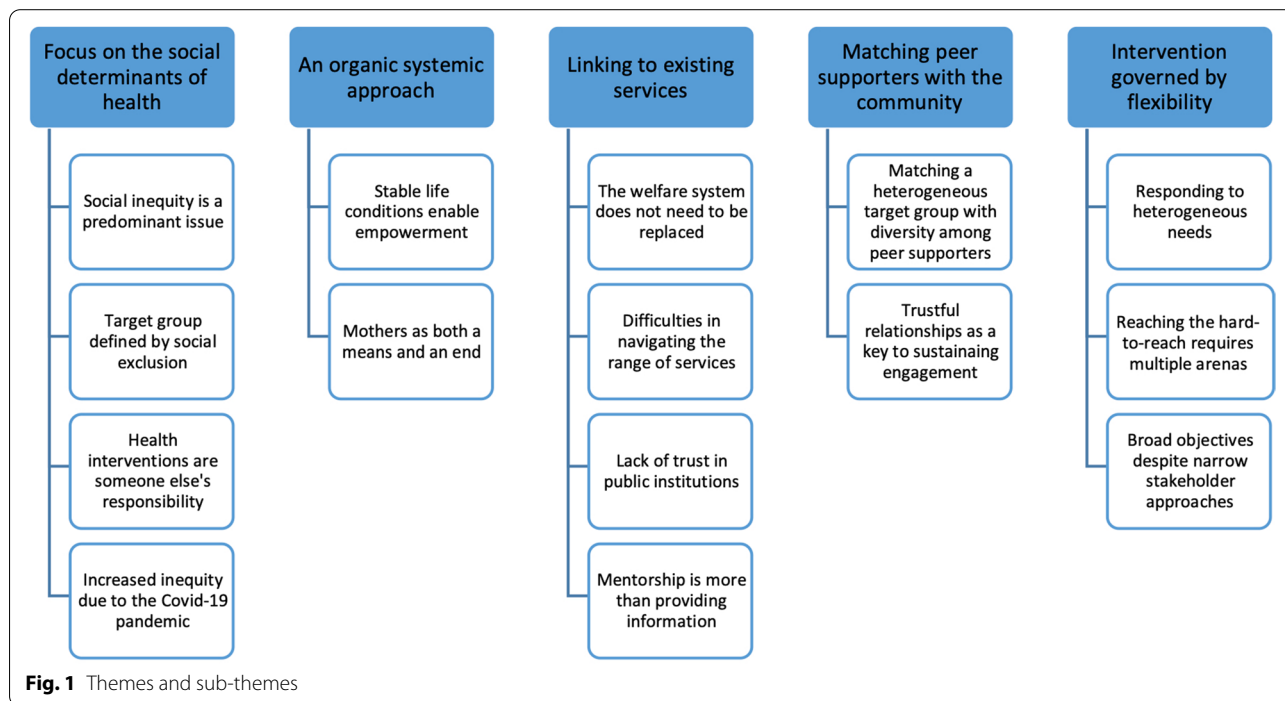 Focus on the social
determinants of
health
Social inequity is a
predominant issue
Target group
defined by social
exclusion
Health
interventions are
someone else's
responsibility
Increased inequity
due to the Covid-19
pandemic
An organic systemic
approach
Stable life
conditions enable
empowerment
Mothers as both a
means and an end
Linking to existing
services
The welfare system
does not need to be
replaced
Difficulties in
navigating the
range of services
Lack of trust in
public institutions
Mentorship is more
than providing
information
Matching peer
supporters with the
community
Matching a
heterogeneous
target group with
diversity among
peer supporters
Trustful
relationships as a
key to sustainaing
engagement
Intervention
governed by
flexibility
Responding to
heterogeneous
needs
Reaching the hard-
to-reach requires
multiple arenas
Broad objectives
despite narrow
stakeholder
approaches
Fig. 1 Themes and sub-themes